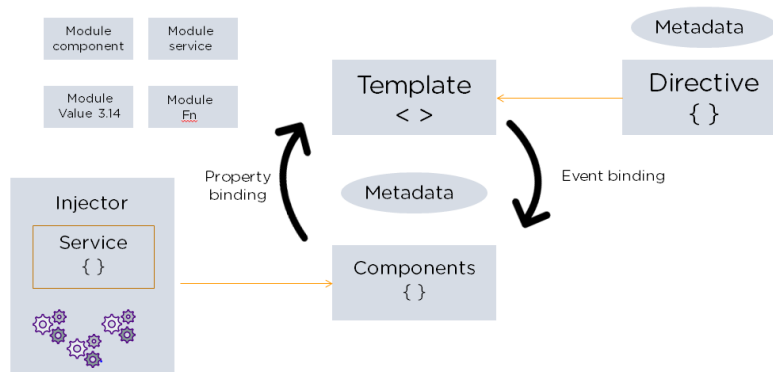 Module
component
Module
service
Module
Value 3.14
Module
Fn
Metadata
Template
< >
Directive
{ }
Property
binding
Metadata
Event binding
Injector
Service
{ }
Components
{ }